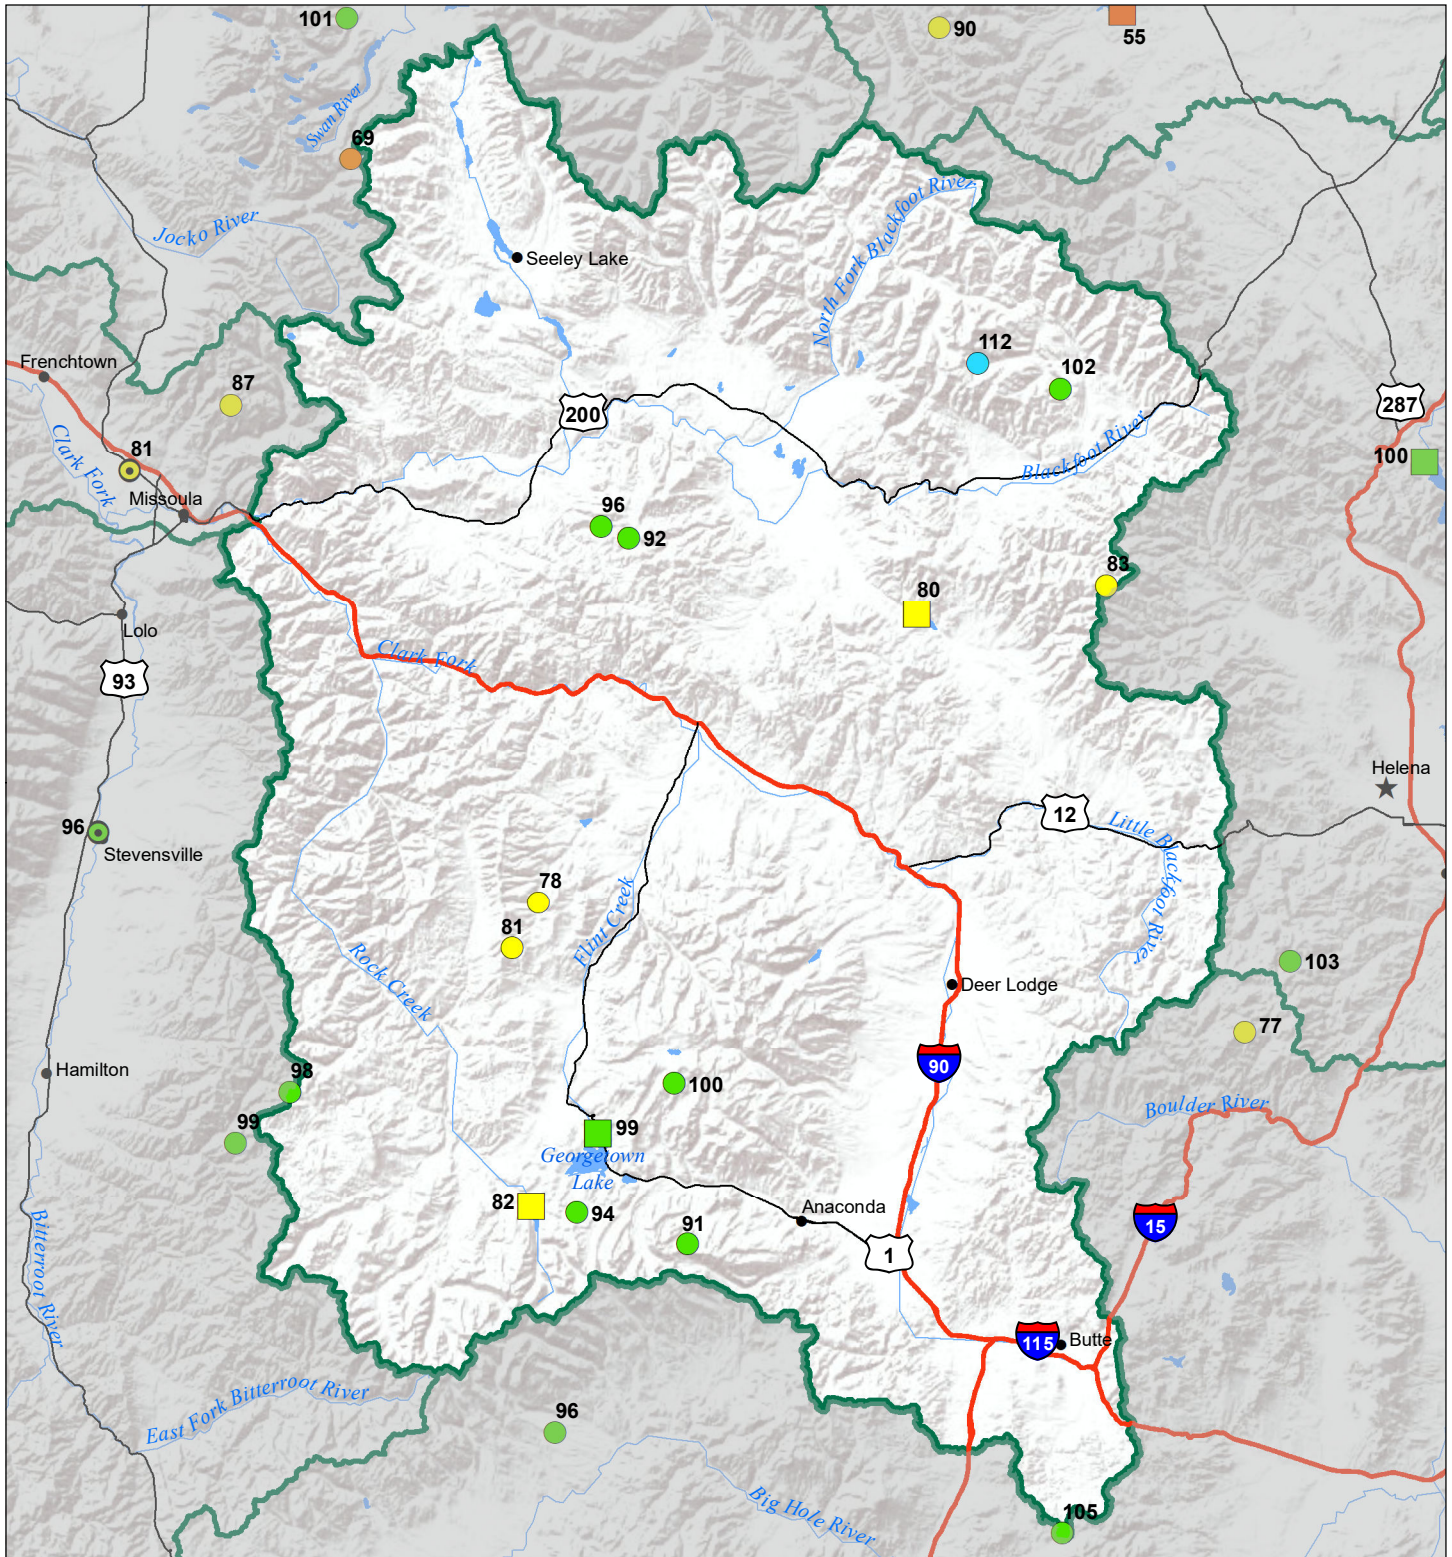 101
90
55
Swan River
69
Jocko River
North Fork Blackfoot River
Seeley Lake
112
102
Frenchtown
87
200
287
81
Clark Fork
Blackfoot River
100
Missoula
96
92
83
80
Lolo
Clark Fork
93
Helena
12
Little Blackfoot River
96
Stevensville
78
Flint Creek
81
Rock Creek
103
Deer Lodge
77
90
Hamilton
98
100
Boulder River
99
99
Georgetown
Lake
82
94
91
Anaconda
15
1
Bitterroot River
115
Butte
East Fork Bitterroot River
96
Big Hole River
105